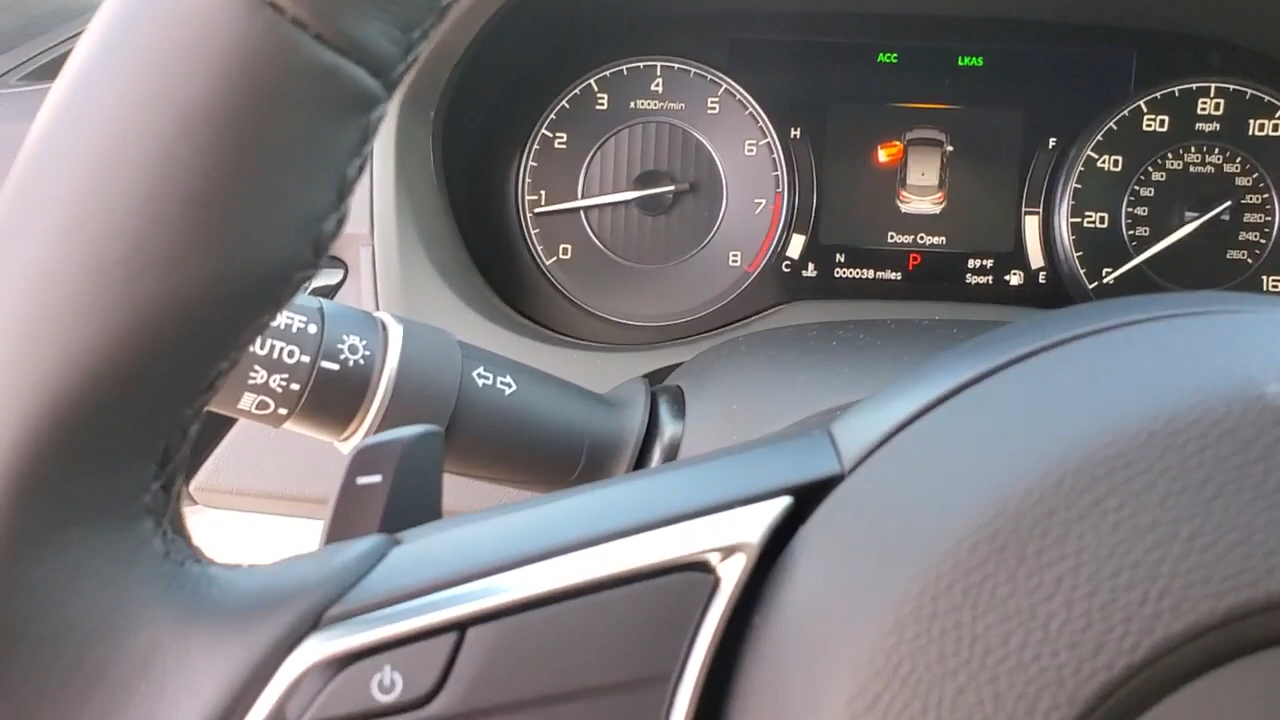 ACC LKAS
0 1 2 3 4 5 6 7 8
x1000r/min
H
C
F
E
Door Open
N
P
89°F
000038 miles
Sport
20 40 60 80 100
mph
20 40 60 80 100 120 140 160 180 200 220 240 260
km/h
OFF
AUTO